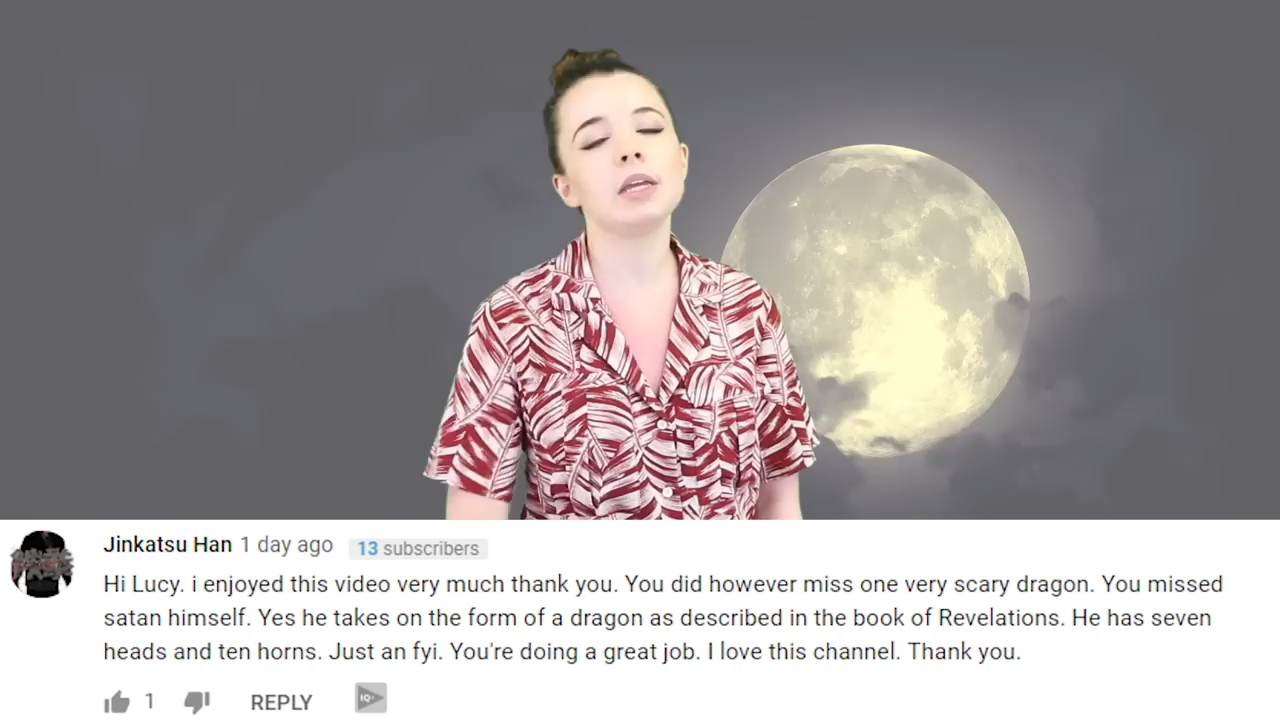 Jinkatsu Han 1 day ago 13 subscribers
Hi Lucy. i enjoyed this video very much thank you. You did however miss one very scary dragon. You missed
satan himself. Yes he takes on the form of a dragon as described in the book of Revelations. He has seven
heads and ten horns. Just an fyi. You're doing a great job. I love this channel. Thank you.
1 REPLY IQ